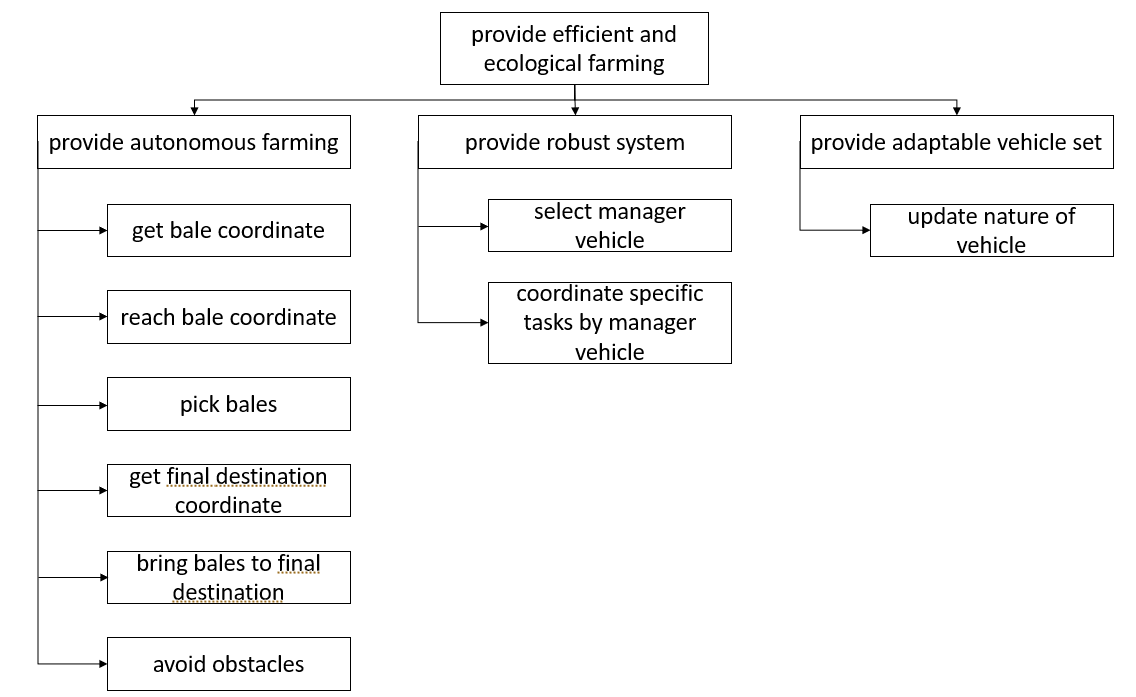 provide efficient and
ecological farming
provide autonomous farming
get bale coordinate
reach bale coordinate
pick bales
get final destination
coordinate
bring bales to final
destination
avoid obstacles
provide robust system
select manager
vehicle
coordinate specific
tasks by manager
vehicle
provide adaptable vehicle set
update nature of
vehicle